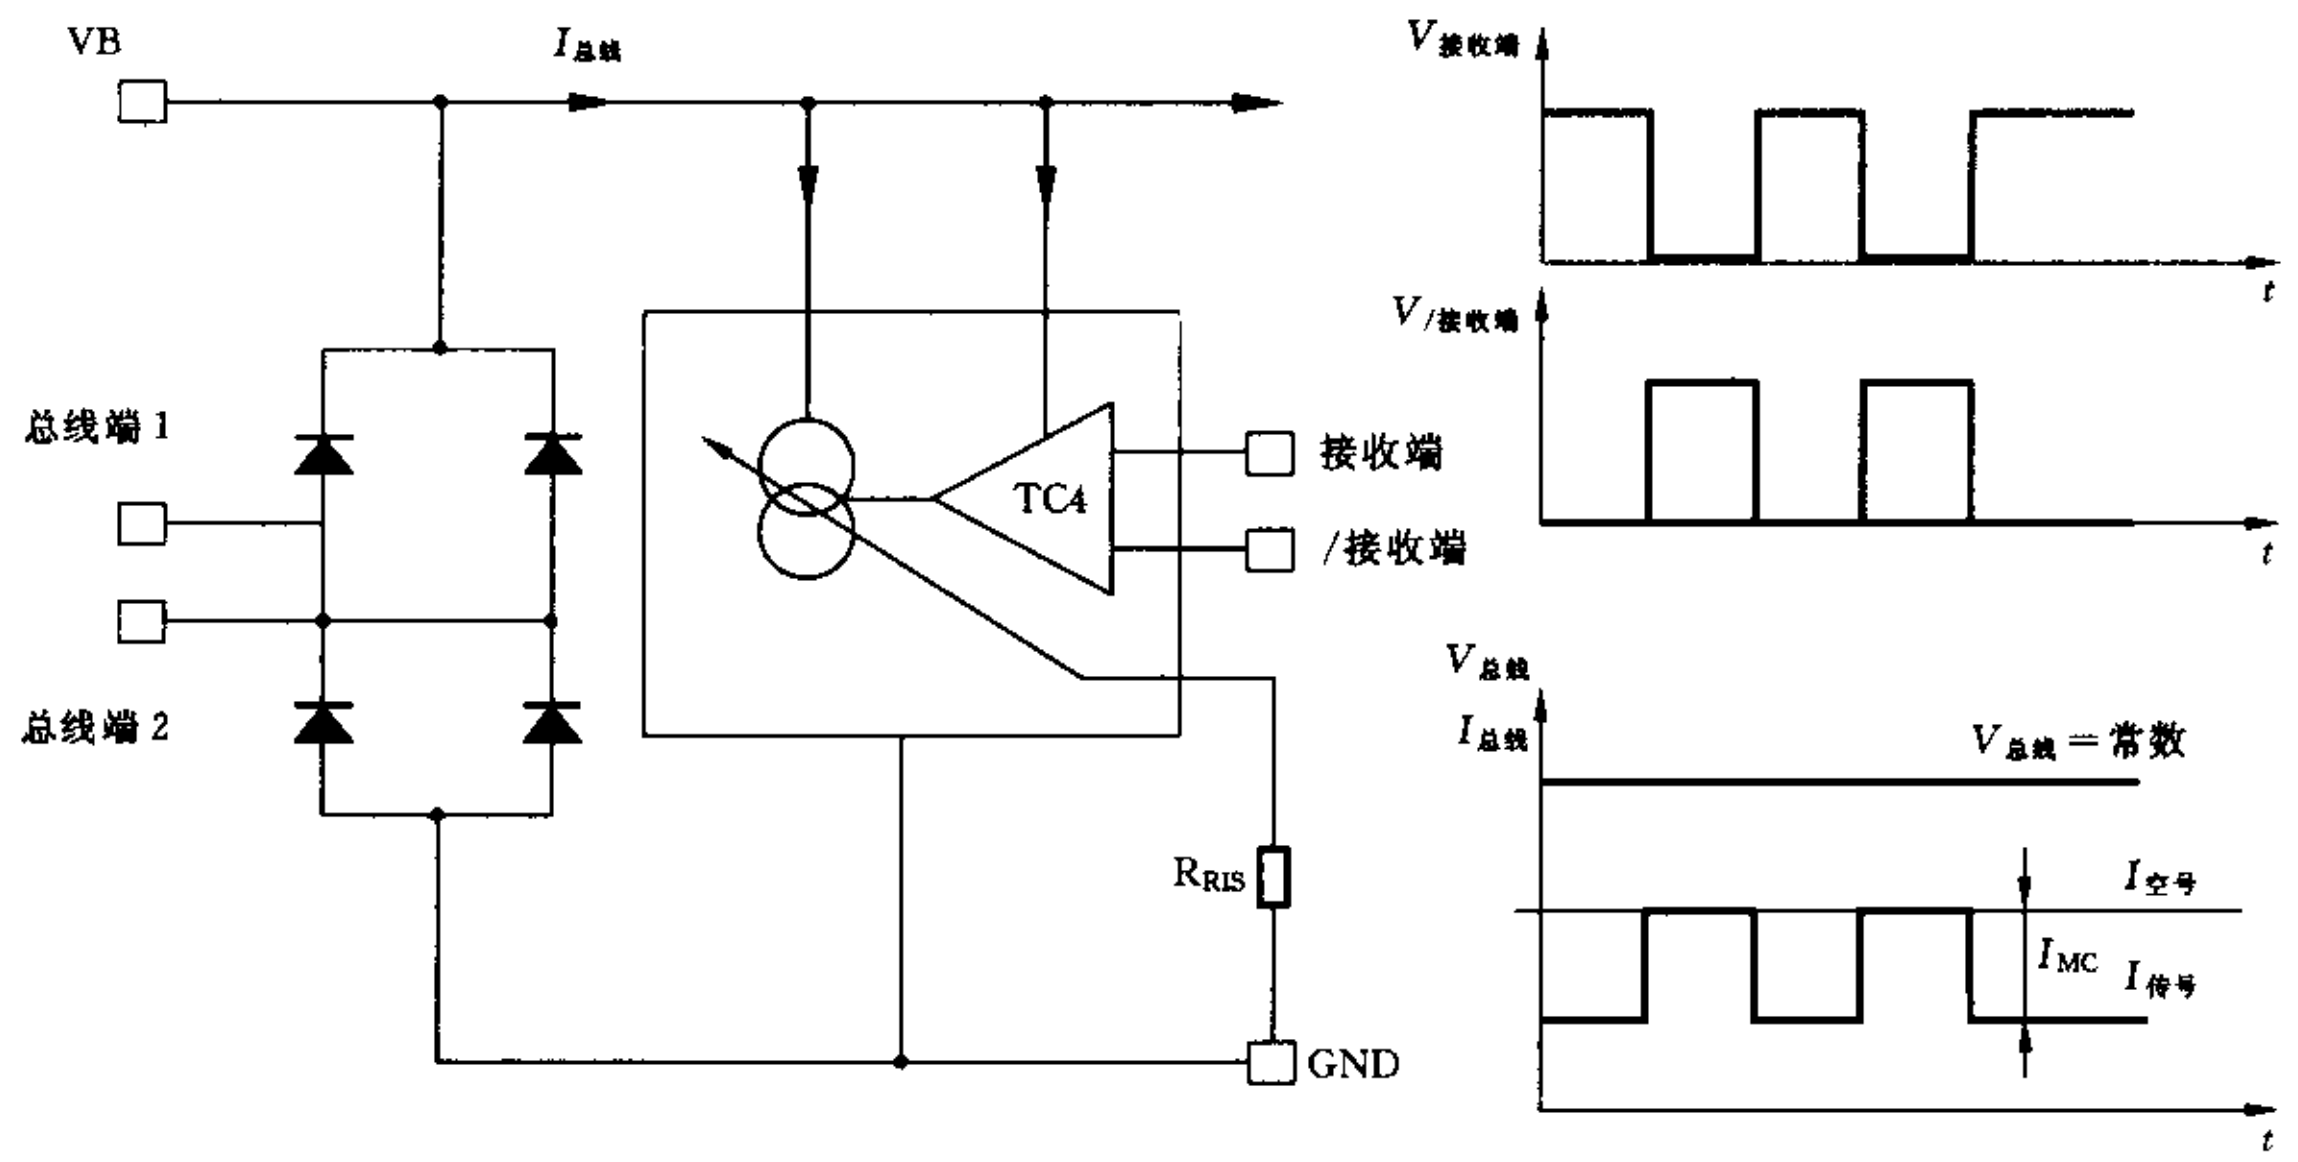 VB
I总线
总线端 1
总线端 2
TC4
接收端
/接收端
RRIS
GND
V接收端
t
V/接收端
t
V总线
I总线
V总线＝常数
I空号
IMC
I传号
t